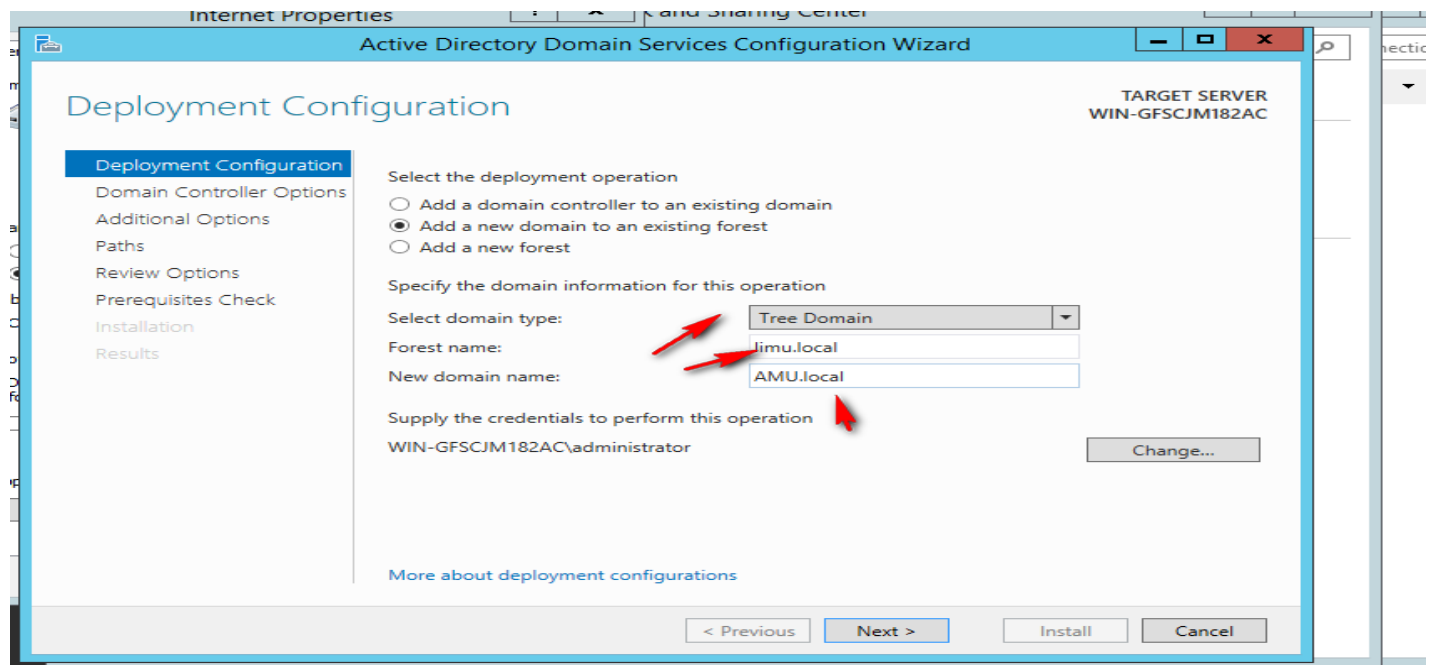 Internet Properties
? x k and Sharing Center
Active Directory Domain Services Configuration Wizard
Deployment Configuration
TARGET SERVER
WIN-GFSCJM182AC
Deployment Configuration
Domain Controller Options
Additional Options
Paths
Review Options
Prerequisites Check
Installation
Results
Select the deployment operation
Add a domain controller to an existing domain
Add a new domain to an existing forest
Add a new forest
Specify the domain information for this operation
Select domain type: Tree Domain
Forest name: limu.local
New domain name: AMU.local
Supply the credentials to perform this operation
WIN-GFSCJM182AC\administrator
Change...
More about deployment configurations
< Previous Next > Install Cancel